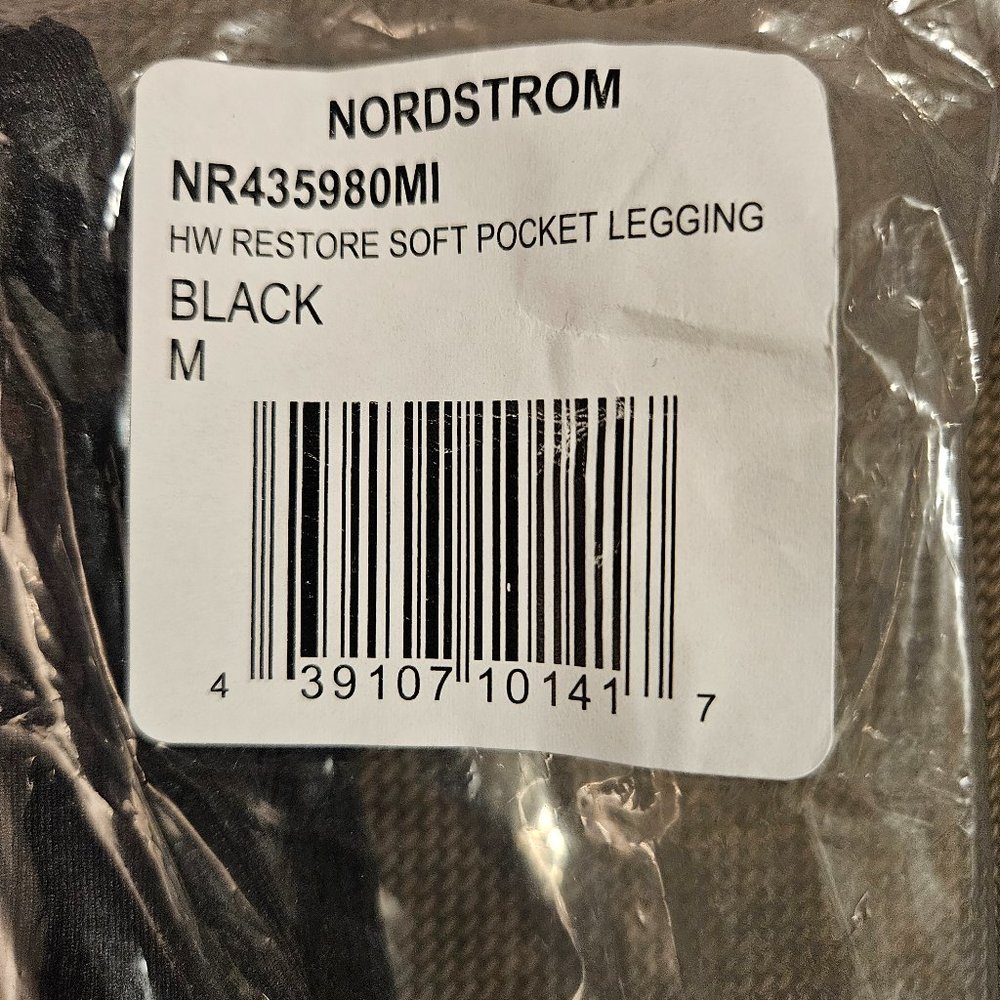 NORDSTROM
NR435980MI
HW RESTORE SOFT POCKET LEGGING
BLACK
M
4 39107 10141 7